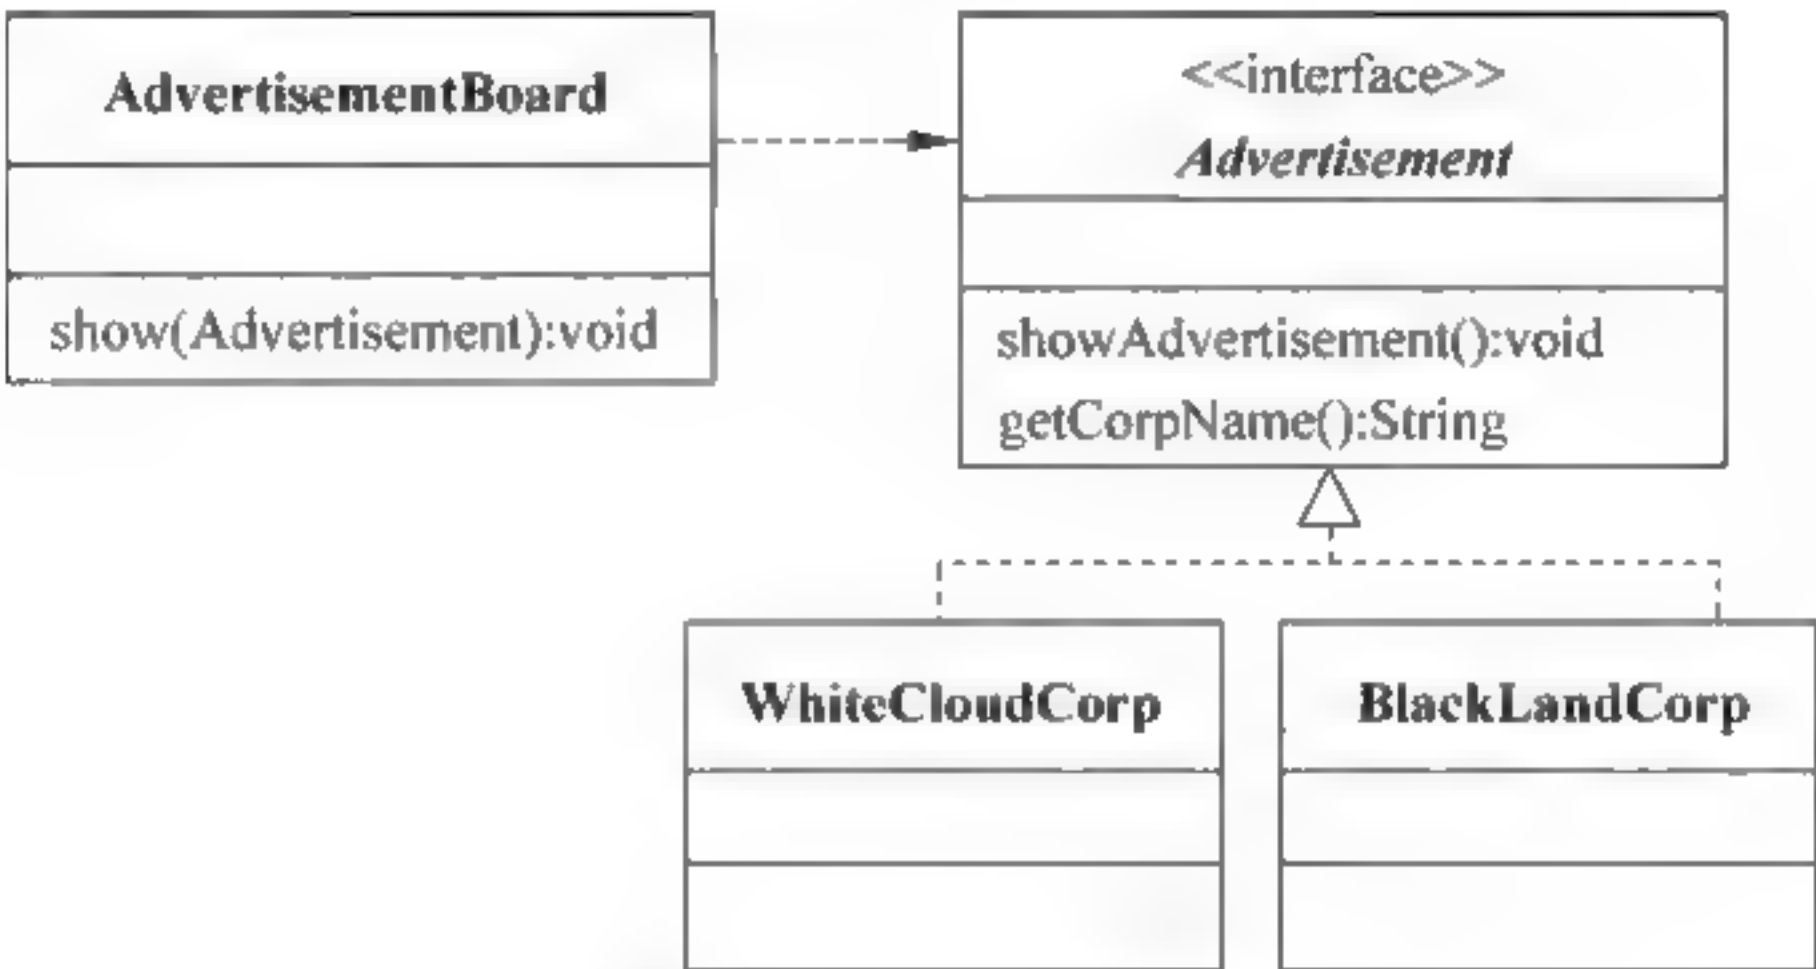 AdvertisementBoard
show(Advertisement):void
<<interface>>
Advertisement
showAdvertisement():void
getCorpName():String
WhiteCloudCorp
BlackLandCorp